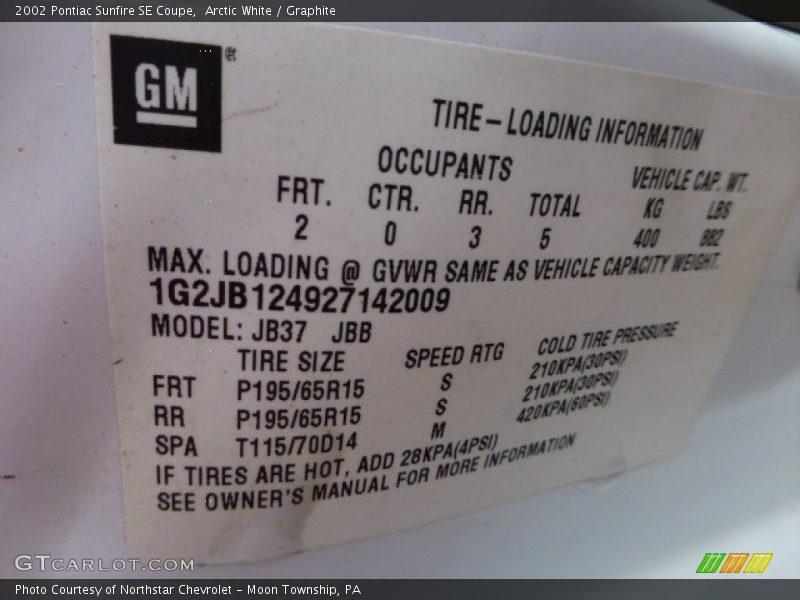 2002 Pontiac Sunfire SE Coupe, Arctic White / Graphite
GM ®
TIRE-LOADING INFORMATION
OCCUPANTS VEHICLE CAP. WT.
FRT. CTR. RR. TOTAL KG LBS
2 0 3 5 400 882
MAX. LOADING @ GVWR SAME AS VEHICLE CAPACITY WEIGHT.
1G2JB124927142009
MODEL: JB37 JBB
TIRE SIZE SPEED RTG COLD TIRE PRESSURE
FRT P195/65R15 S 210KPA(30PSI)
RR P195/65R15 S 210KPA(30PSI)
SPA T115/70D14 M 420KPA(60PSI)
IF TIRES ARE HOT, ADD 28KPA(4PSI)
SEE OWNER'S MANUAL FOR MORE INFORMATION
GTCARLOT.COM
Photo Courtesy of Northstar Chevrolet - Moon Township, PA